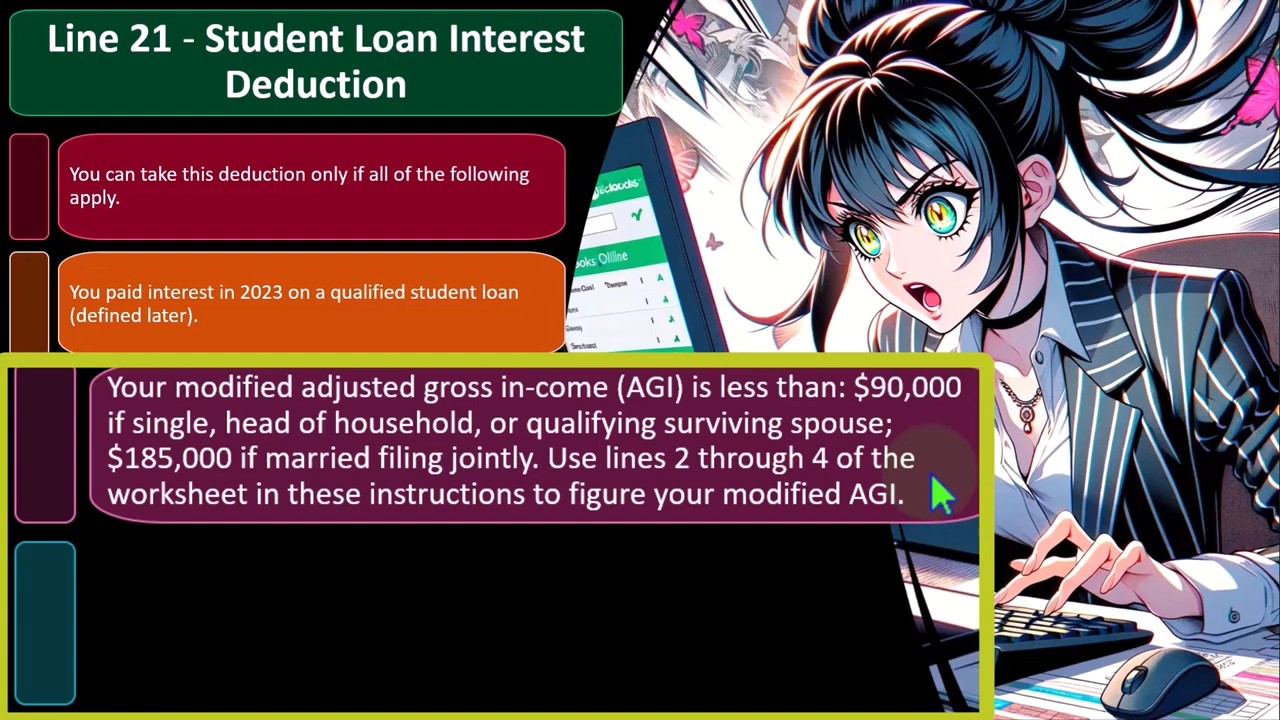 Line 21 - Student Loan Interest
Deduction
You can take this deduction only if all of the following
apply.
You paid interest in 2023 on a qualified student loan
(defined later).
Your modified adjusted gross in-come (AGI) is less than: $90,000
if single, head of household, or qualifying surviving spouse;
$185,000 if married filing jointly. Use lines 2 through 4 of the
worksheet in these instructions to figure your modified AGI.